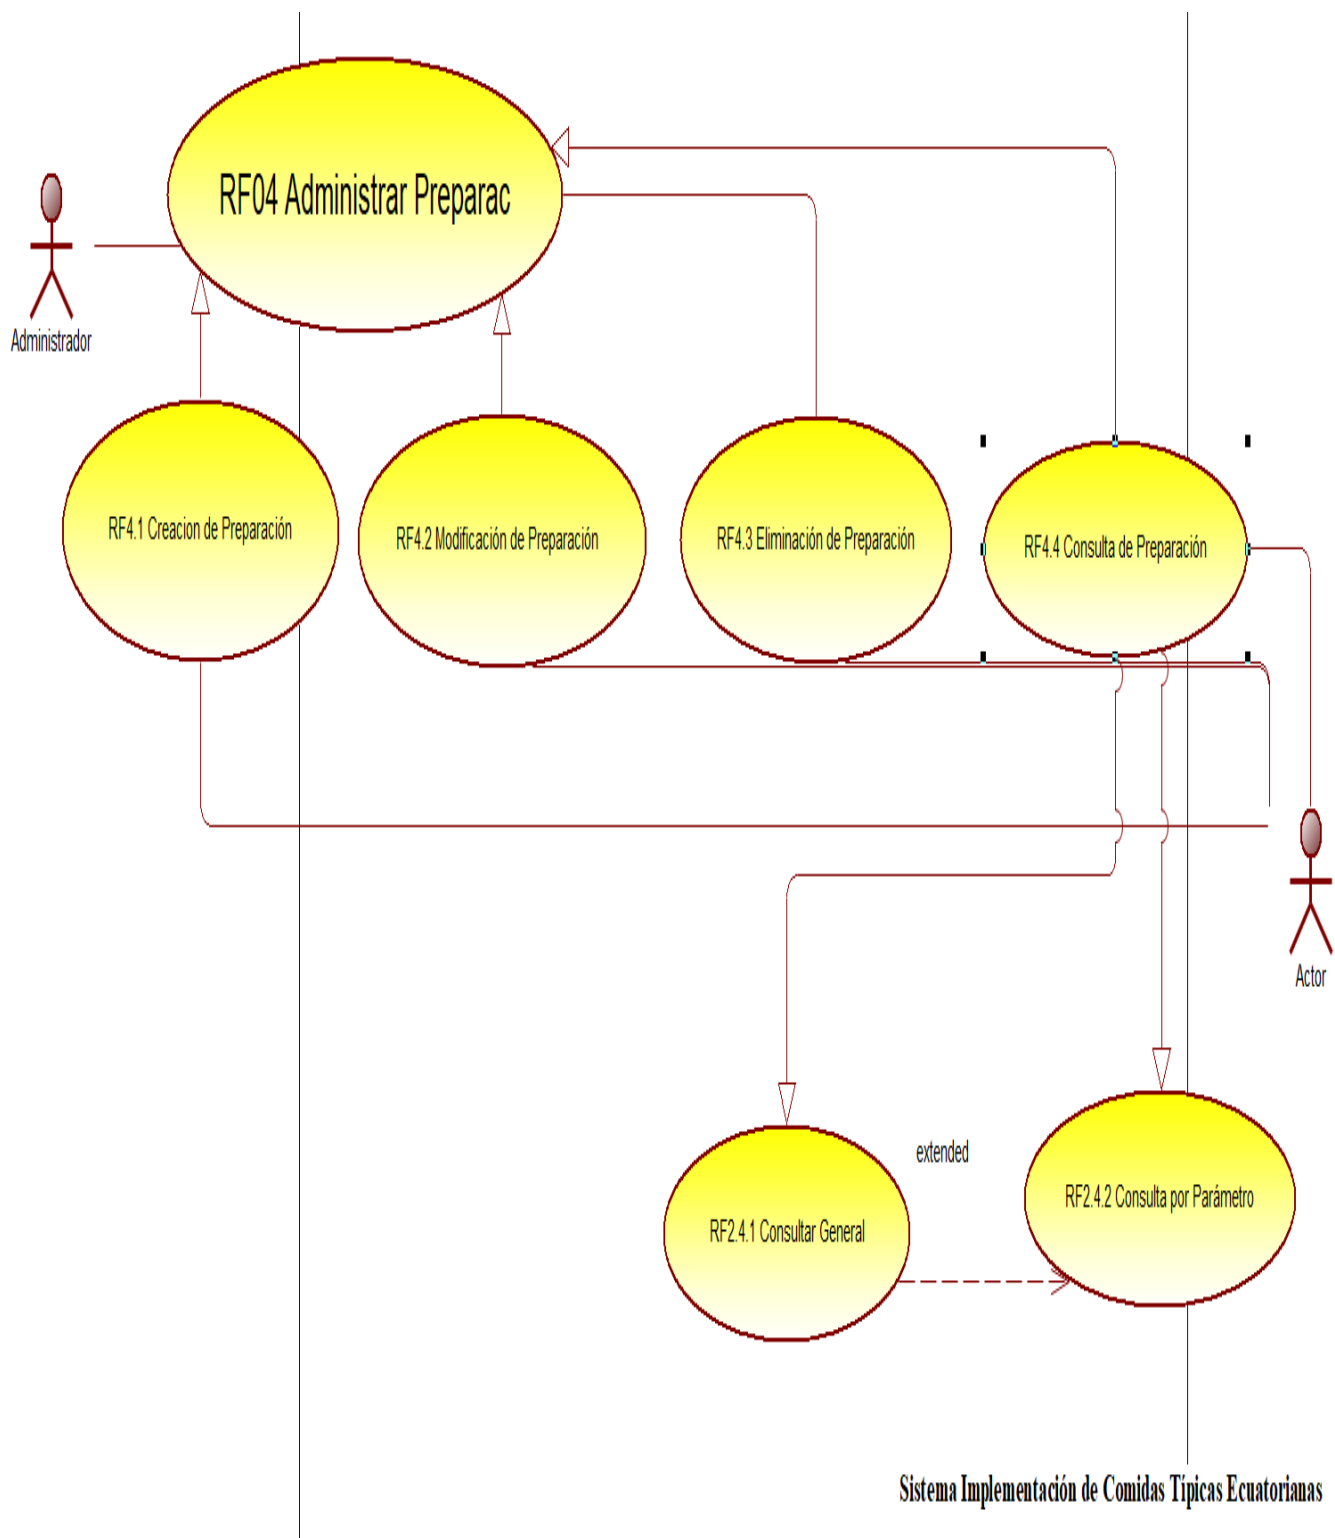 RF04 Administrar Preparac
Administrador
RF4.1 Creacion de Preparación
RF4.2 Modificación de Preparación
RF4.3 Eliminación de Preparación
RF4.4 Consulta de Preparación
Actor
extended
RF2.4.1 Consultar General
RF2.4.2 Consulta por Parámetro
Sistema Implementación de Comidas Típicas Ecuatorianas